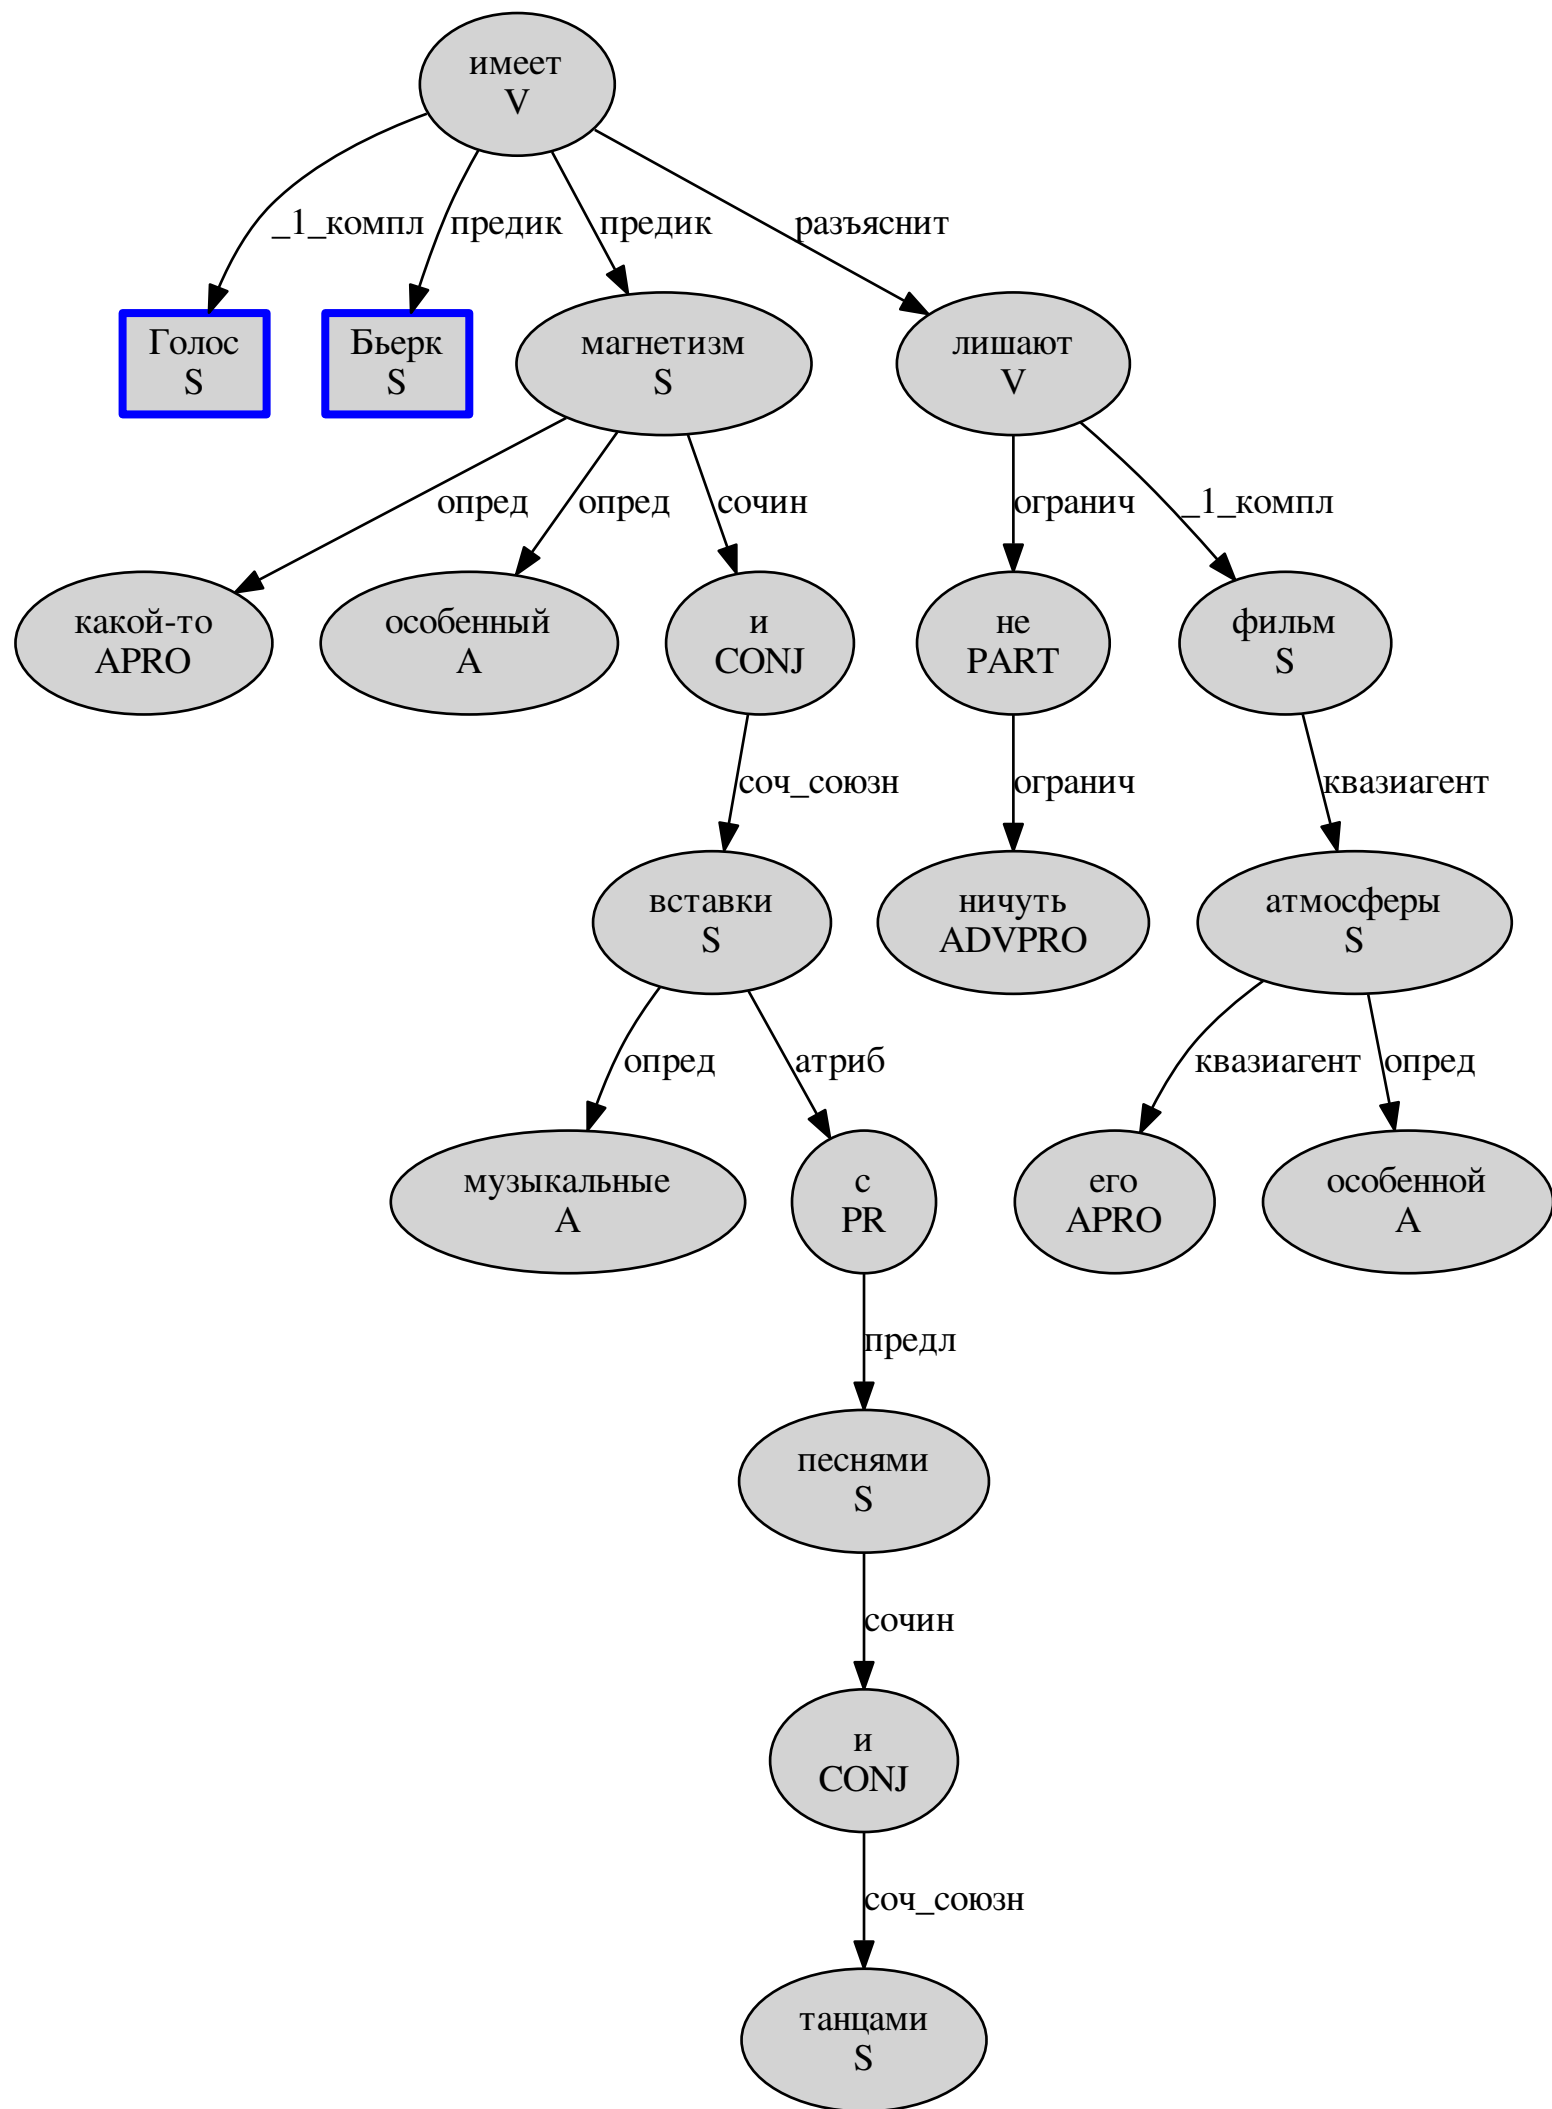 имеет
V
_1_компл
предик
предик
разъяснит
Голос
S
Бьерк
S
магнетизм
S
лишают
V
опред
опред
сочин
огранич
_1_компл
какой-то
APRO
особенный
A
и
CONJ
не
PART
фильм
S
соч_союзн
огранич
квазиагент
вставки
S
ничуть
ADVPRO
атмосферы
S
опред
атриб
квазиагент
опред
музыкальные
A
с
PR
его
APRO
особенной
A
предл
песнями
S
сочин
и
CONJ
соч_союзн
танцами
S